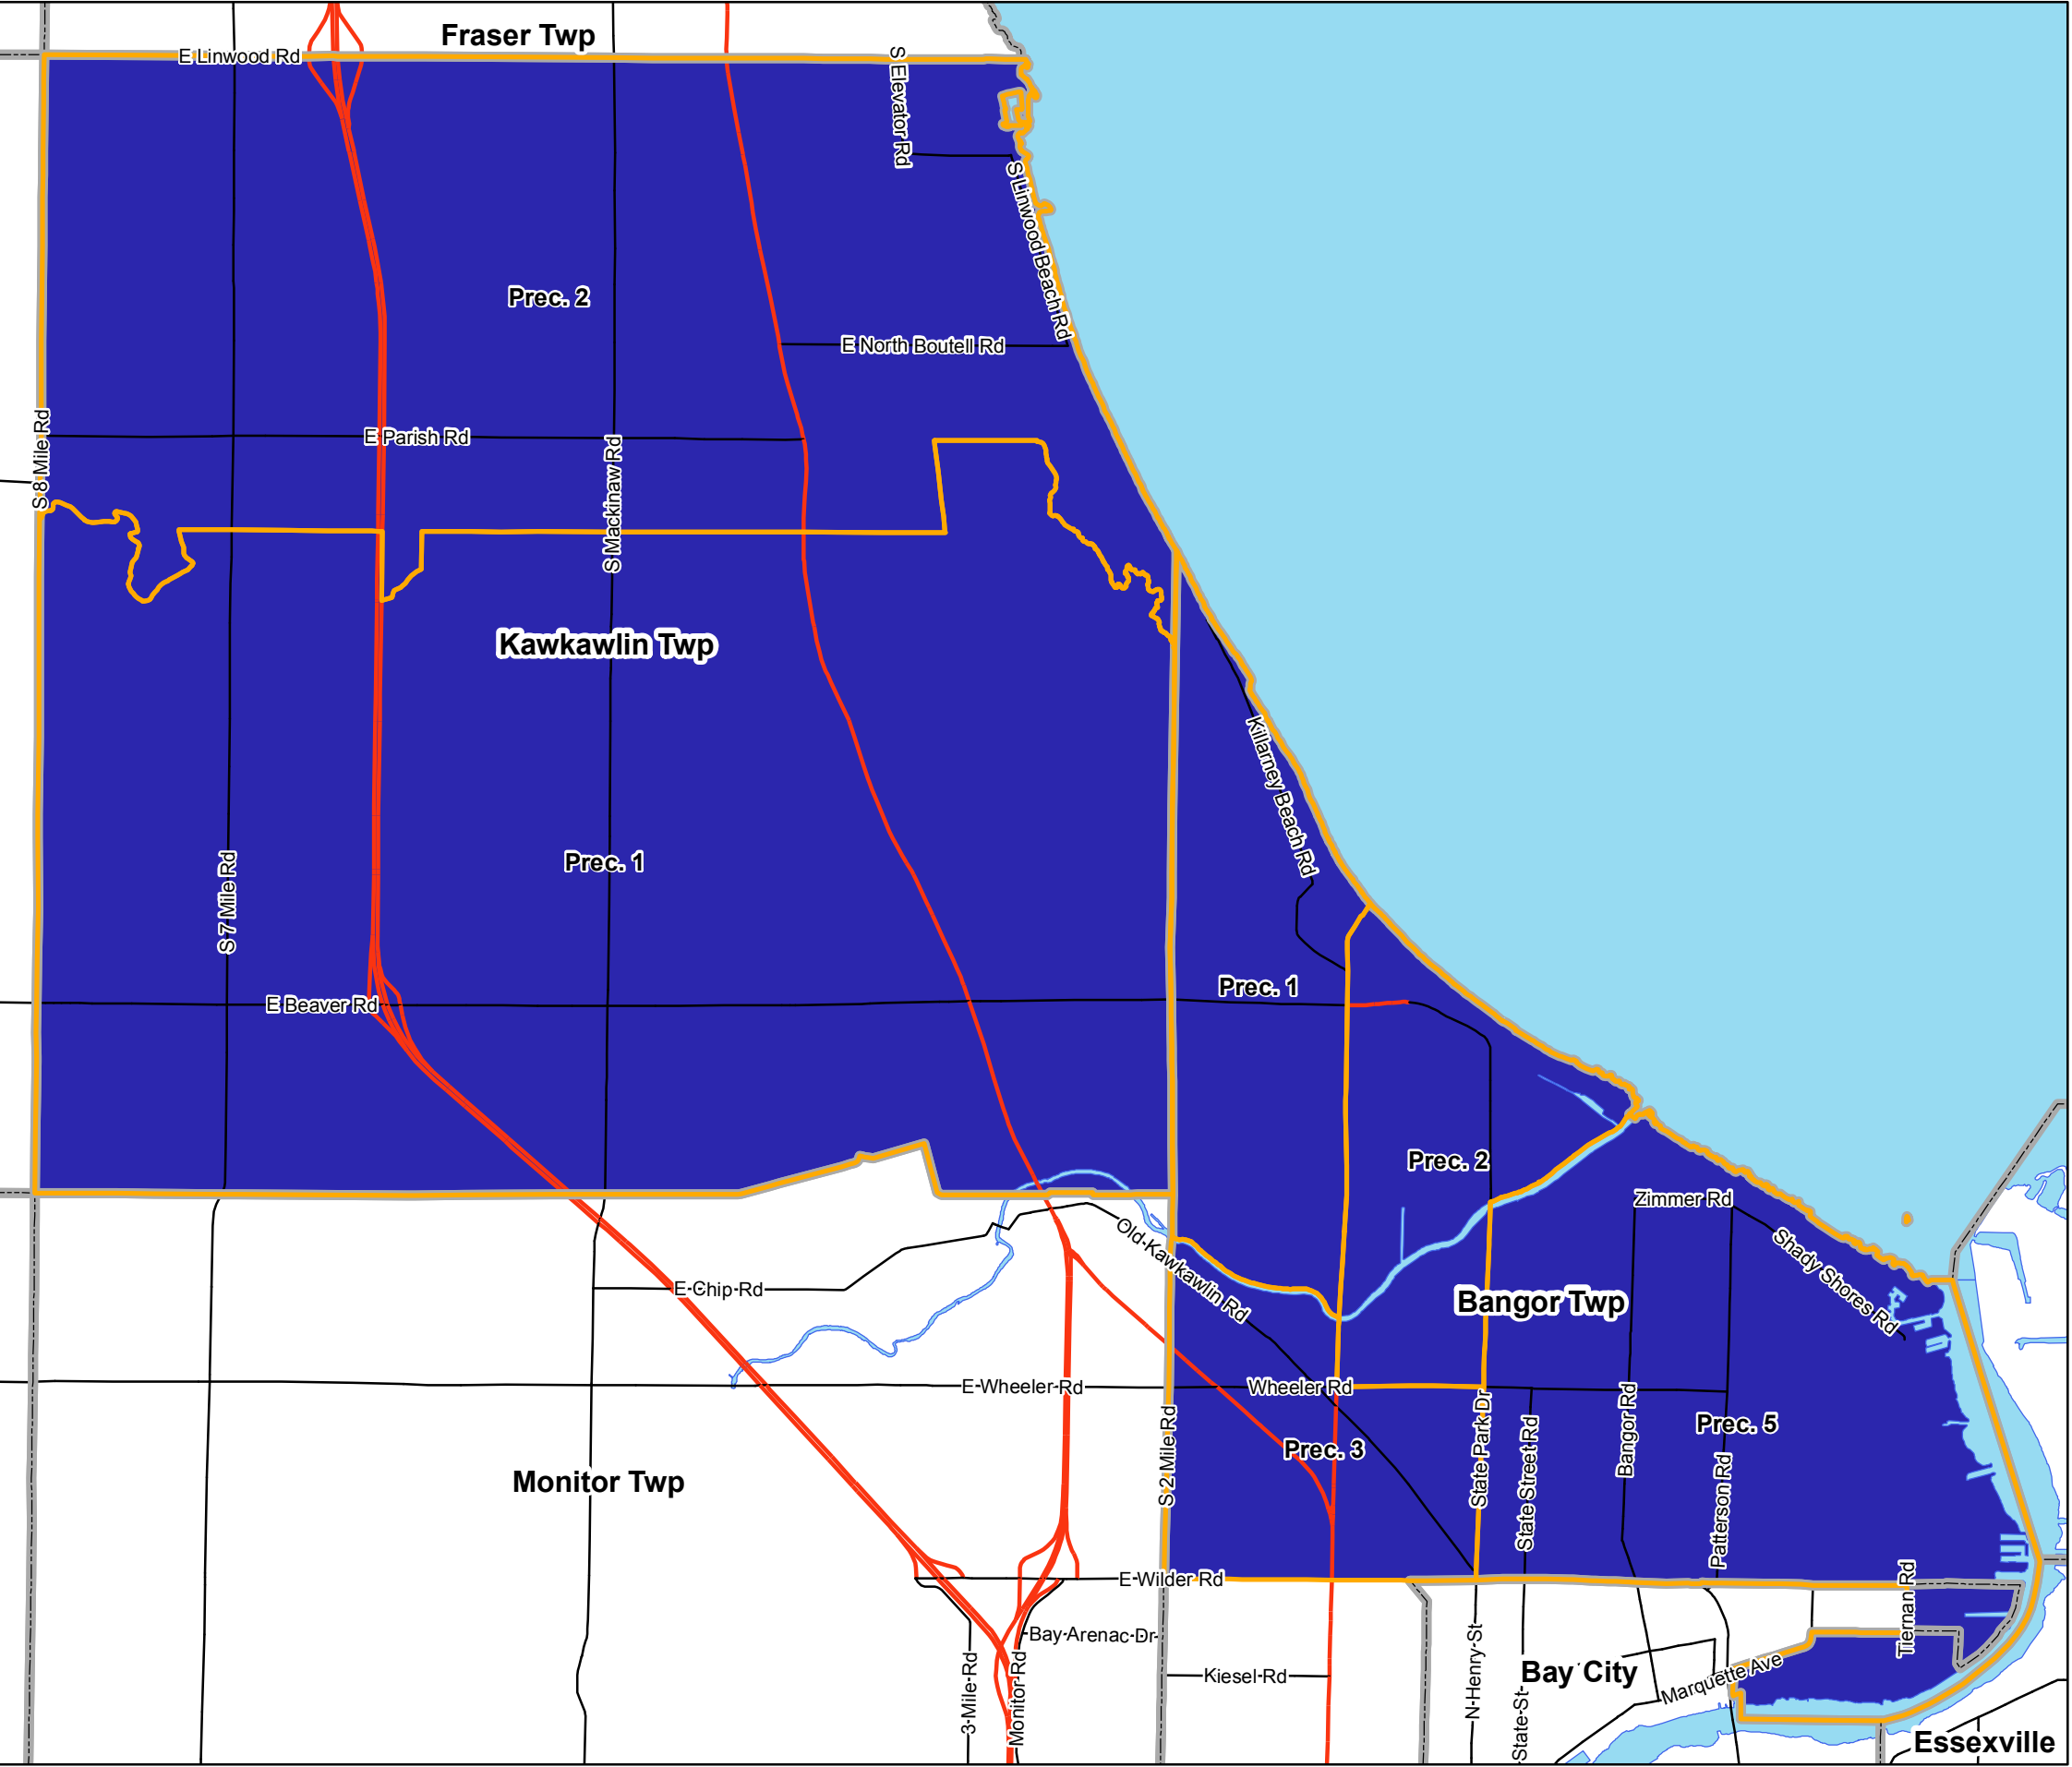 Fraser Twp
E Linwood Rd
S Elevator Rd
S Linwood Beach Rd
Prec. 2
E North Boutell Rd
S 8 Mile Rd
E Parish Rd
S Mackinaw Rd
Kawkawlin Twp
Killarney Beach Rd
Prec. 1
S 7 Mile Rd
Prec. 1
E Beaver Rd
Prec. 2
Zimmer Rd
Shady Shores Rd
Old Kawkawlin Rd
E Chip Rd
Bangor Twp
E Wheeler Rd
Wheeler Rd
S 2 Mile Rd
State Park Dr
State Street Rd
Bangor Rd
Patterson Rd
Prec. 5
Prec. 3
Monitor Twp
E Wilder Rd
Tiernan Rd
Bay Arenac Dr
3 Mile Rd
Monitor Rd
Kiesel Rd
N Henry St
State St
Bay City
Marquette Ave
Essexville